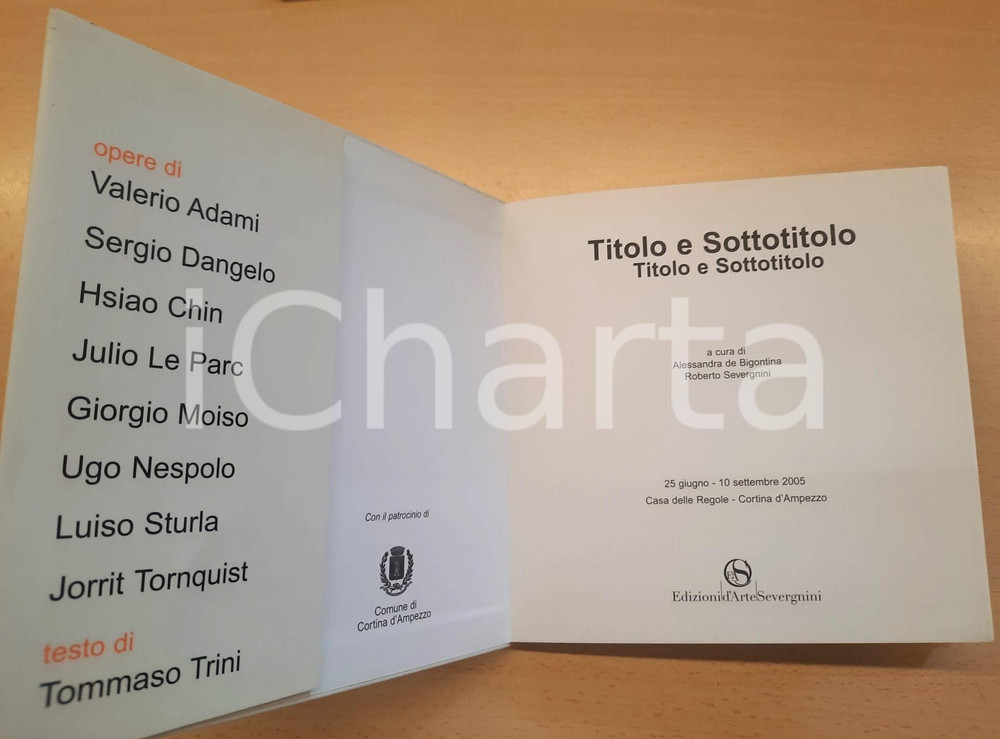 opere di
Valerio Adami
Sergio Dangelo
Hsiao Chin
Julio Le Parc
Giorgio Moiso
Ugo Nespolo
Luiso Sturla
Jorrit Tornquist
testo di
Tommaso Trini
Con il patrocinio di
Comune di
Cortina d'Ampezzo
Titolo e Sottotitolo
Titolo e Sottotitolo
a cura di
Alessandra de Bigontina
Roberto Severgnini
25 giugno - 10 settembre 2005
Casa delle Regole - Cortina d'Ampezzo
EAS
Edizioni|d'Arte|Severgnini
iCharta